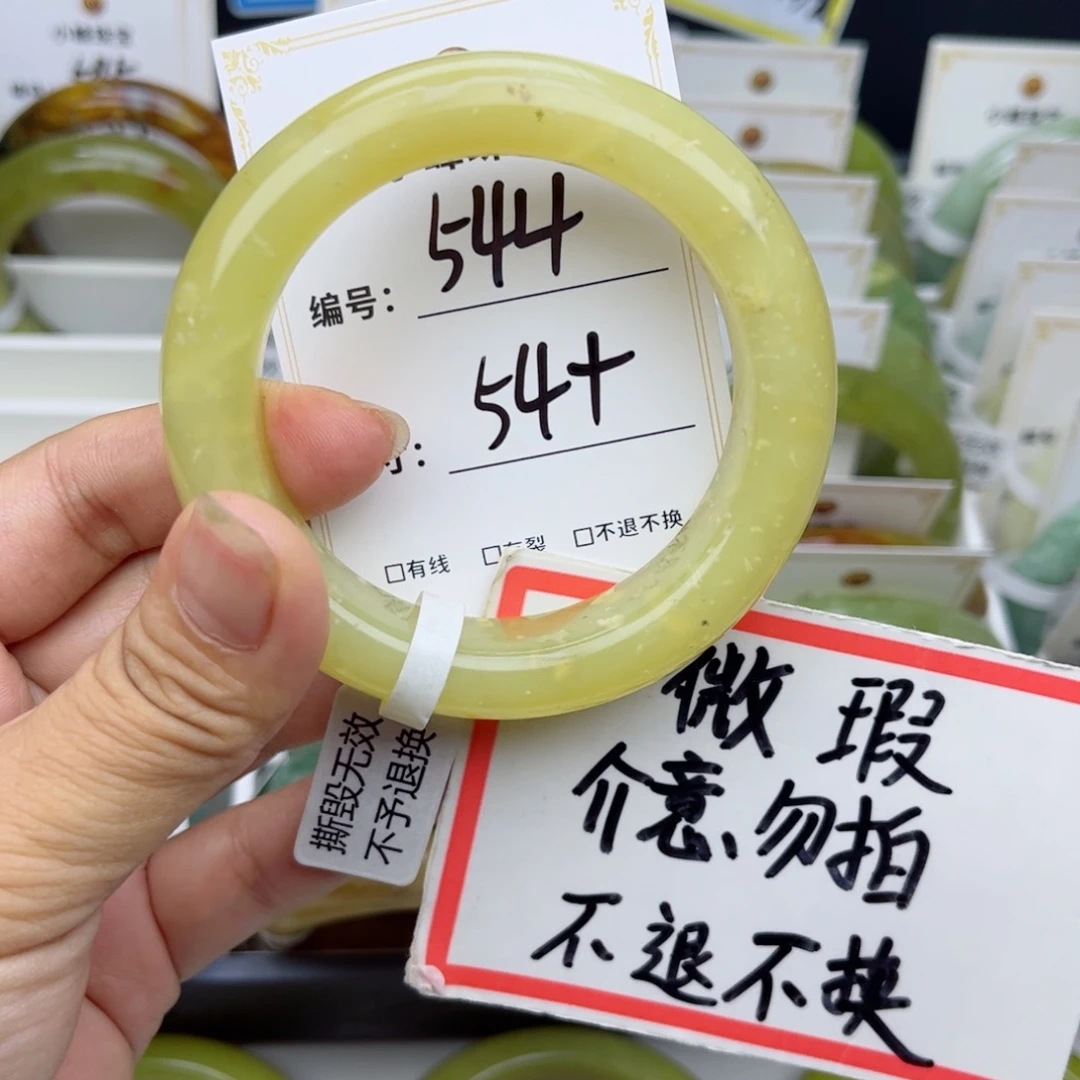 544
编号：
54+
寸：
□有线 □有裂 □不退不换
撕毁无效
不予退换
微瑕
介意勿拍
不退不换